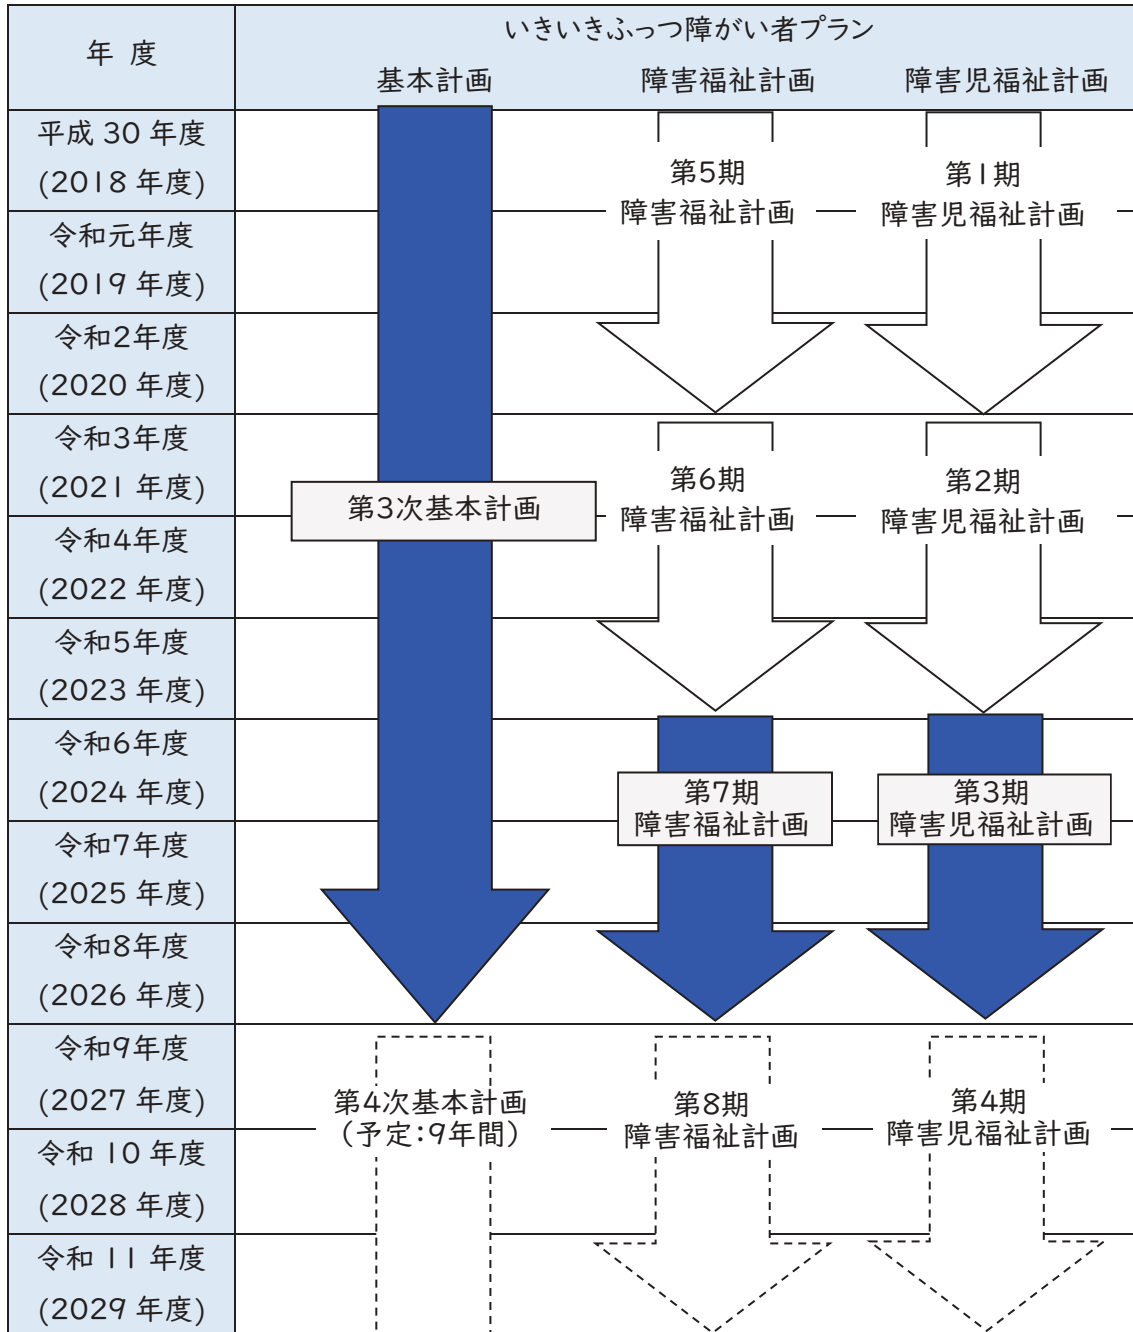 年 度
いきいきふっつ障がい者プラン
基本計画
障害福祉計画
障害児福祉計画
平成 30 年度
(2018 年度)
第5期
障害福祉計画
第1期
障害児福祉計画
令和元年度
(2019 年度)
令和2年度
(2020 年度)
令和3年度
(2021 年度)
第3次基本計画
第6期
障害福祉計画
第2期
障害児福祉計画
令和4年度
(2022 年度)
令和5年度
(2023 年度)
令和6年度
(2024 年度)
第7期
障害福祉計画
第3期
障害児福祉計画
令和7年度
(2025 年度)
令和8年度
(2026 年度)
令和9年度
(2027 年度)
第4次基本計画
（予定：9年間）
第8期
障害福祉計画
第4期
障害児福祉計画
令和 10 年度
(2028 年度)
令和 11 年度
(2029 年度)